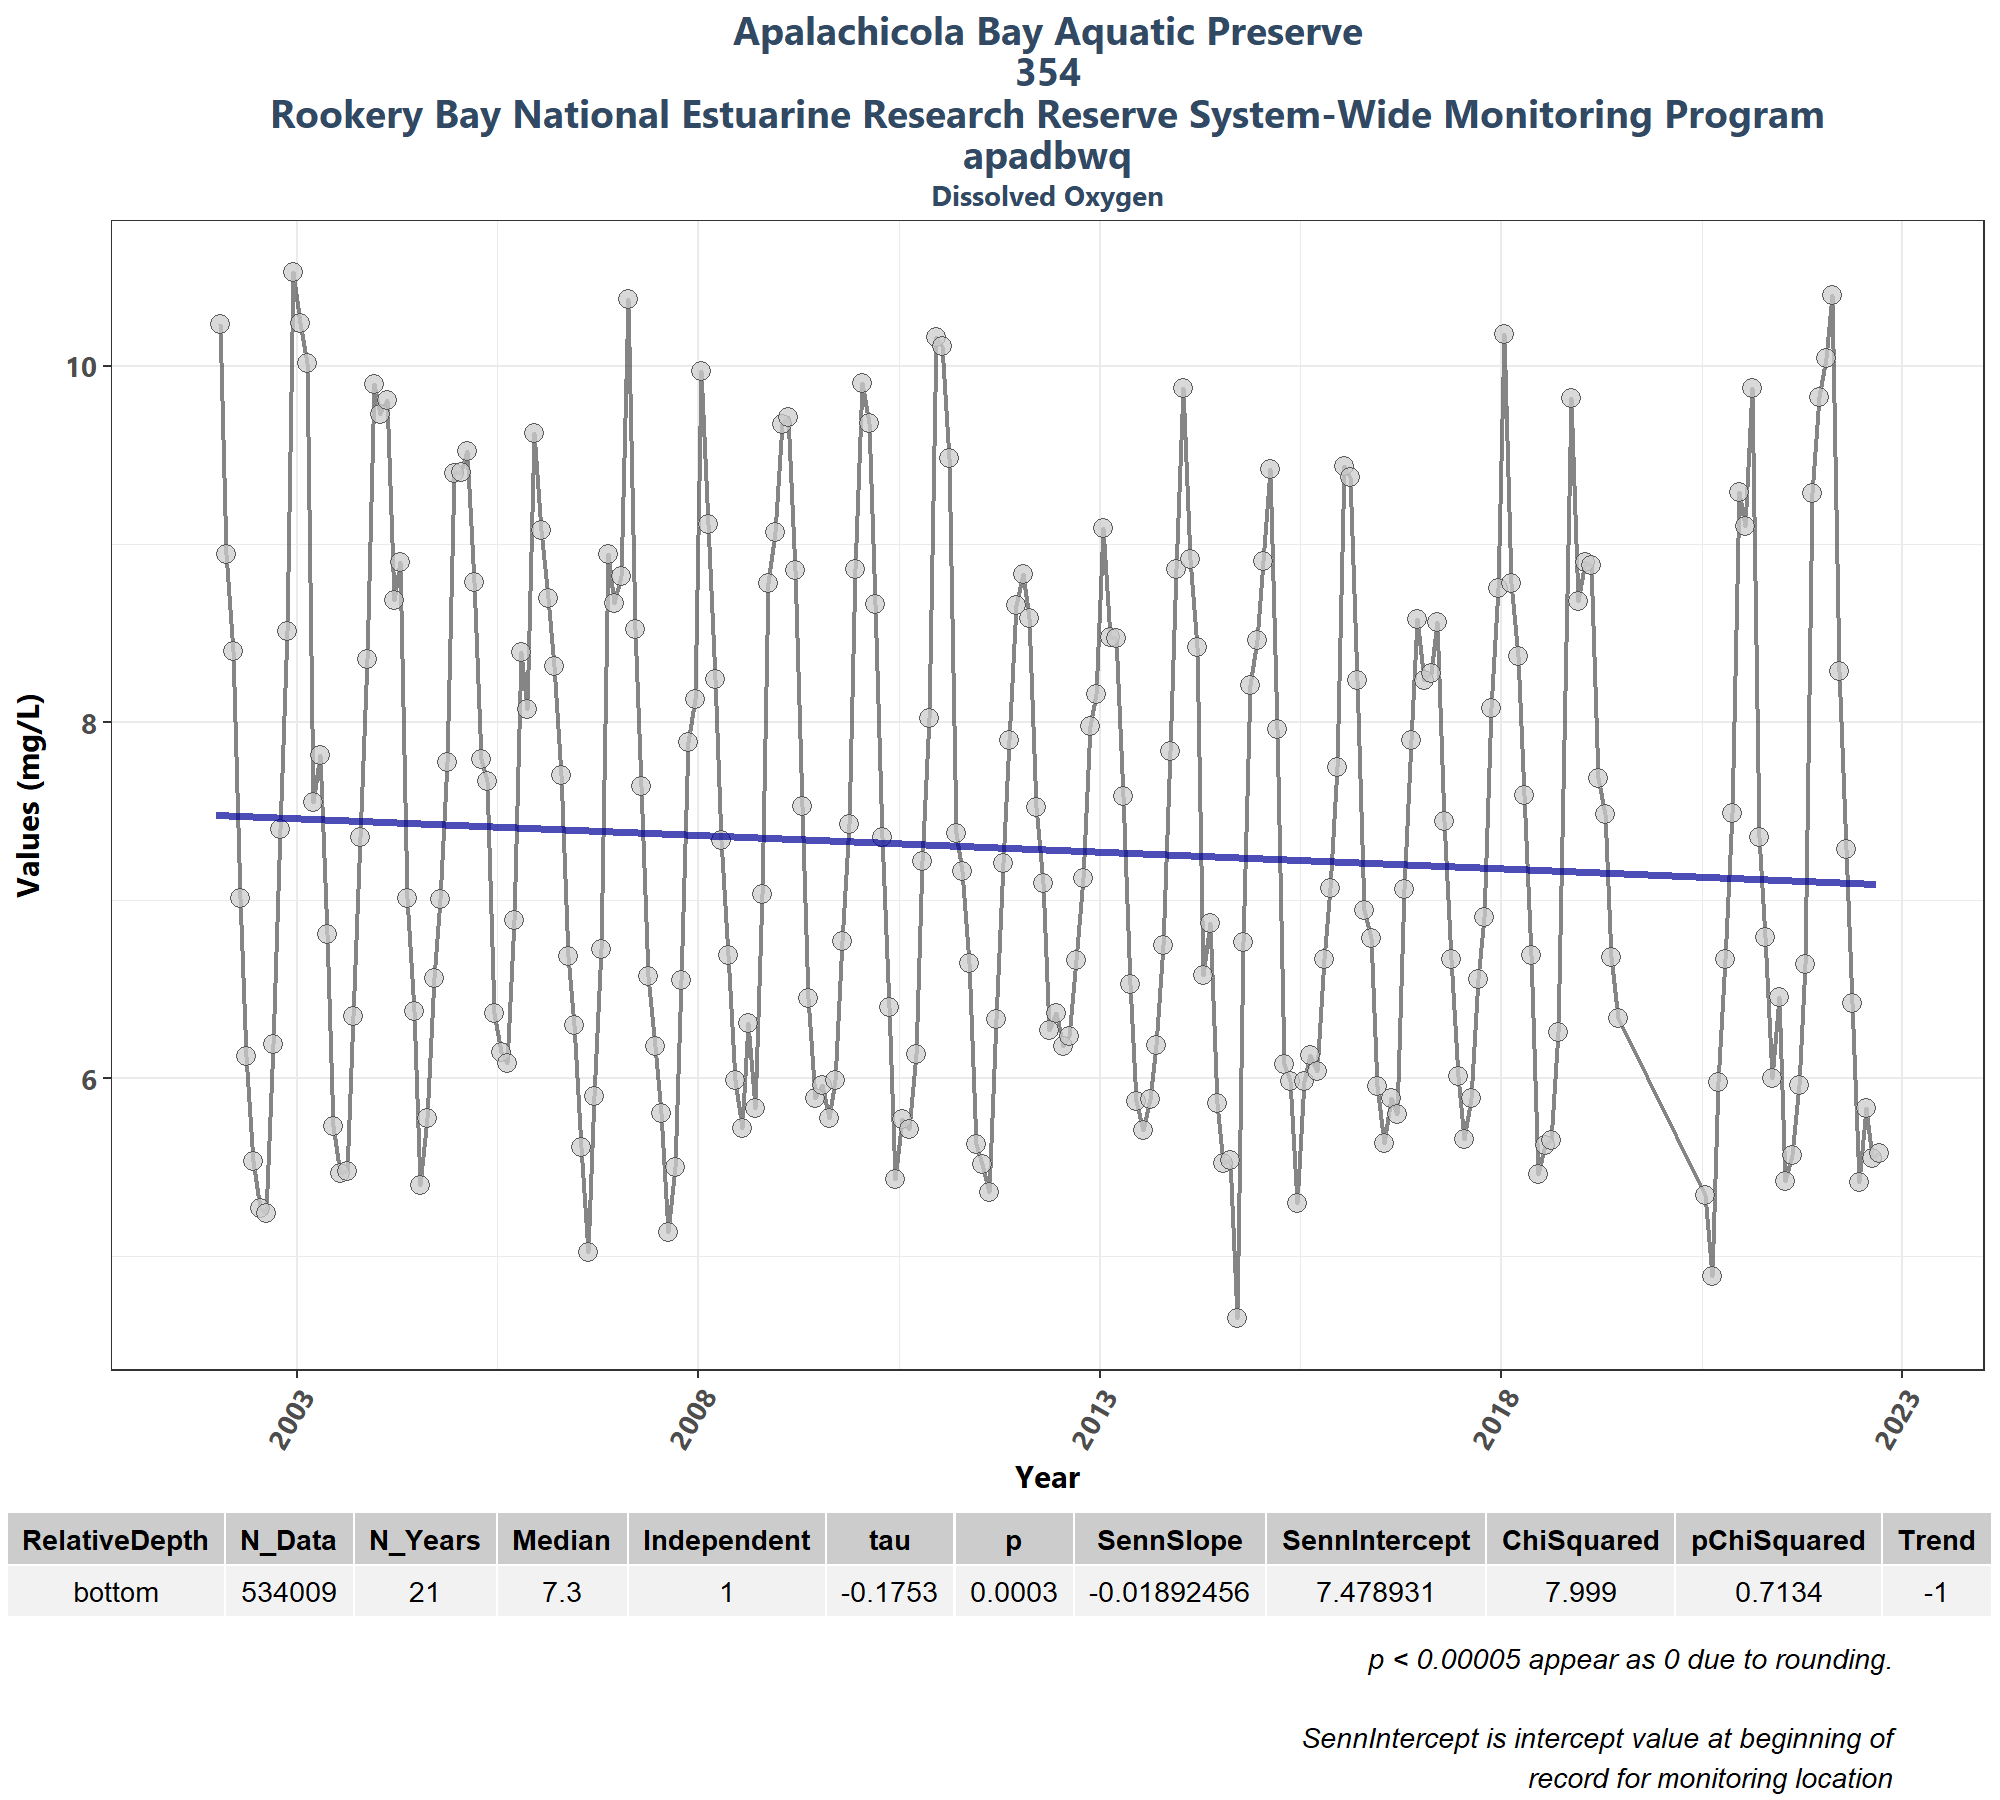 Apalachicola Bay Aquatic Preserve
354
Rookery Bay National Estuarine Research Reserve System-Wide Monitoring Program
apadbwq
Dissolved Oxygen
Values (mg/L)
10
8
6
2003 2008 2013 2018 2023
Year
RelativeDepth N_Data N_Years Median Independent tau p SennSlope SennIntercept ChiSquared pChiSquared Trend
bottom 534009 21 7.3 1 -0.1753 0.0003 -0.01892456 7.478931 7.999 0.7134 -1
p < 0.00005 appear as 0 due to rounding.
SennIntercept is intercept value at beginning of
record for monitoring location